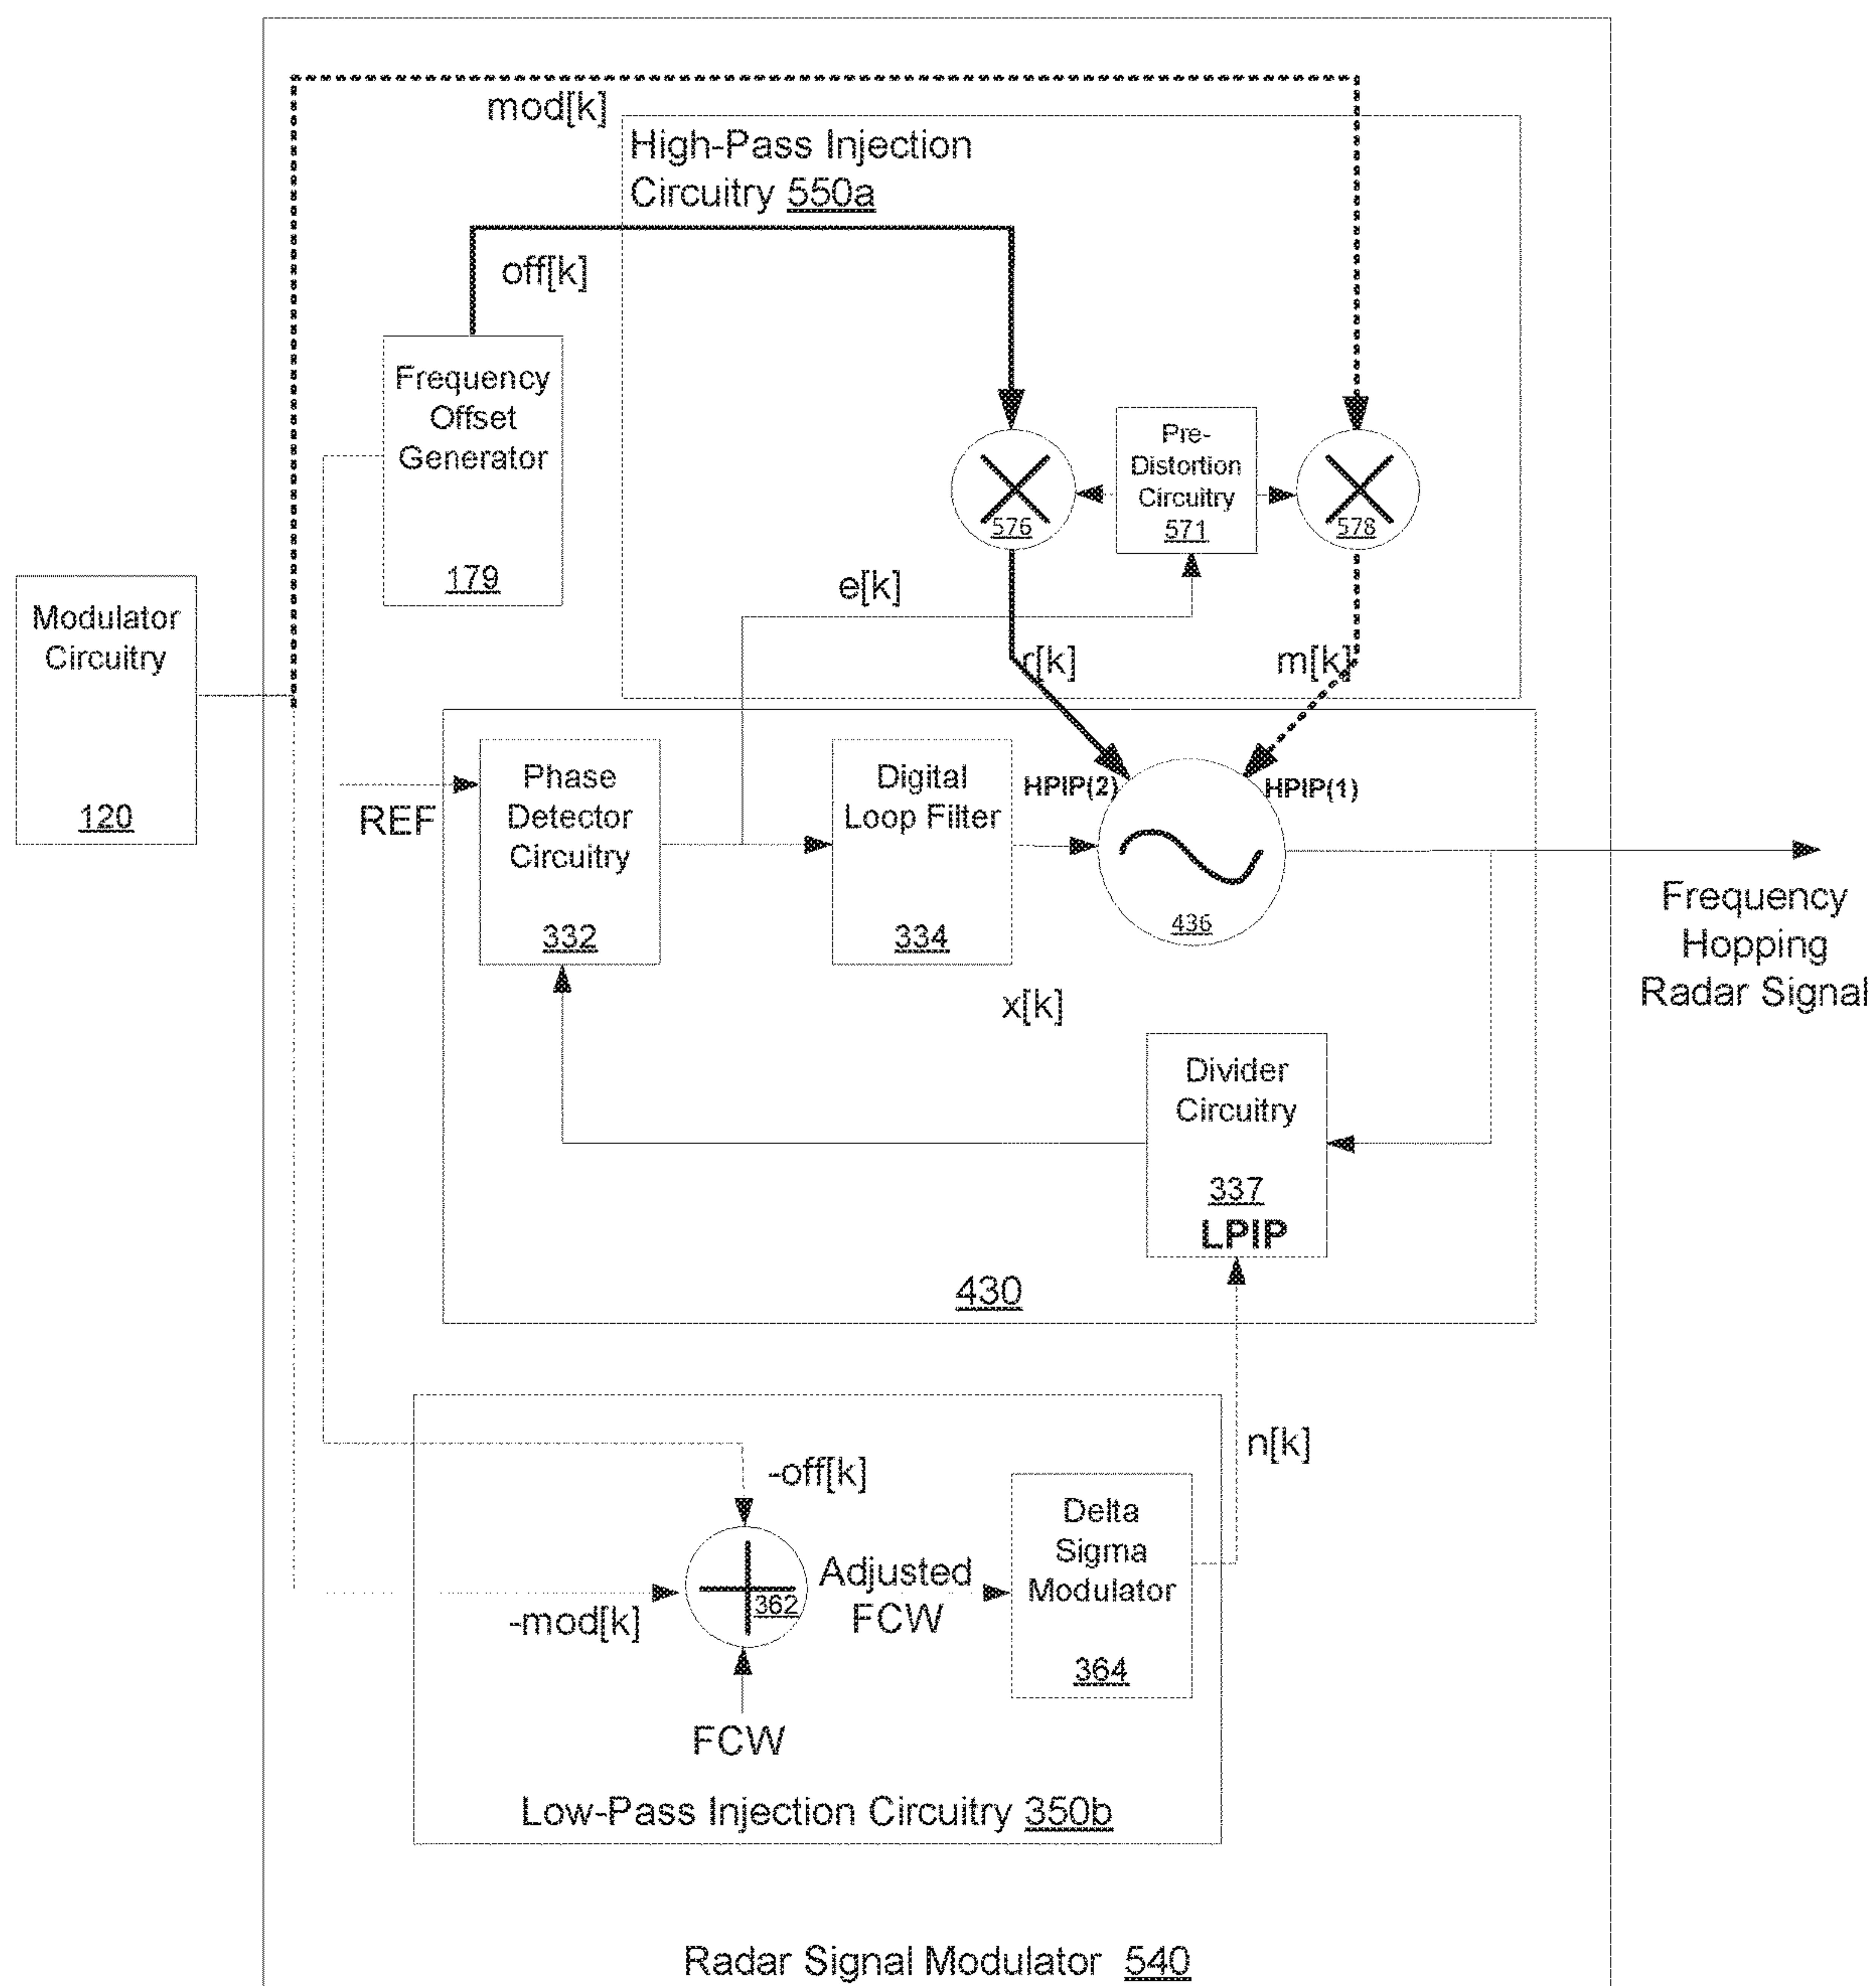 mod[k]
High-Pass Injection
Circuitry 550a
off[k]
Frequency
Offset
Generator
179
Pre-
Distortion
Circuitry
571
576
578
e[k]
Modulator
Circuitry
120
r[k]
m[k]
REF
Phase
Detector
Circuitry
332
Digital
Loop Filter
334
HPIP(2)
HPIP(1)
436
Frequency
Hopping
Radar Signal
x[k]
Divider
Circuitry
337
LPIP
430
n[k]
-off[k]
-mod[k]
362
Adjusted
FCW
Delta
Sigma
Modulator
364
FCW
Low-Pass Injection Circuitry 350b
Radar Signal Modulator 540